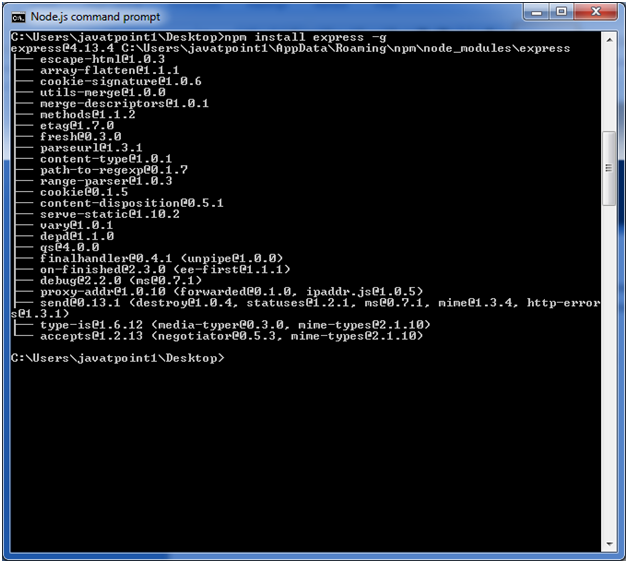 Node.js command prompt
C:\Users\javatpoint1\Desktop>npm install express -g
express@4.13.4 C:\Users\javatpoint1\AppData\Roaming\npm\node_modules\express
├── escape-html@1.0.3
├── array-flatten@1.1.1
├── cookie-signature@1.0.6
├── utils-merge@1.0.0
├── merge-descriptors@1.0.1
├── methods@1.1.2
├── etag@1.7.0
├── fresh@0.3.0
├── parseurl@1.3.1
├── content-type@1.0.1
├── path-to-regexp@0.1.7
├── range-parser@1.0.3
├── cookie@0.1.5
├── content-disposition@0.5.1
├── serve-static@1.10.2
├── vary@1.0.1
├── depd@1.1.0
├── qs@4.0.0
├── finalhandler@0.4.1 (unpipe@1.0.0)
├── on-finished@2.3.0 (ee-first@1.1.1)
├── debug@2.2.0 (ms@0.7.1)
├── proxy-addr@1.0.10 (forwarded@0.1.0, ipaddr.js@1.0.5)
├── send@0.13.1 (destroy@1.0.4, statuses@1.2.1, ms@0.7.1, mime@1.3.4, http-error
s@1.3.1)
├── type-is@1.6.12 (media-typer@0.3.0, mime-types@2.1.10)
└── accepts@1.2.13 (negotiator@0.5.3, mime-types@2.1.10)
C:\Users\javatpoint1\Desktop>